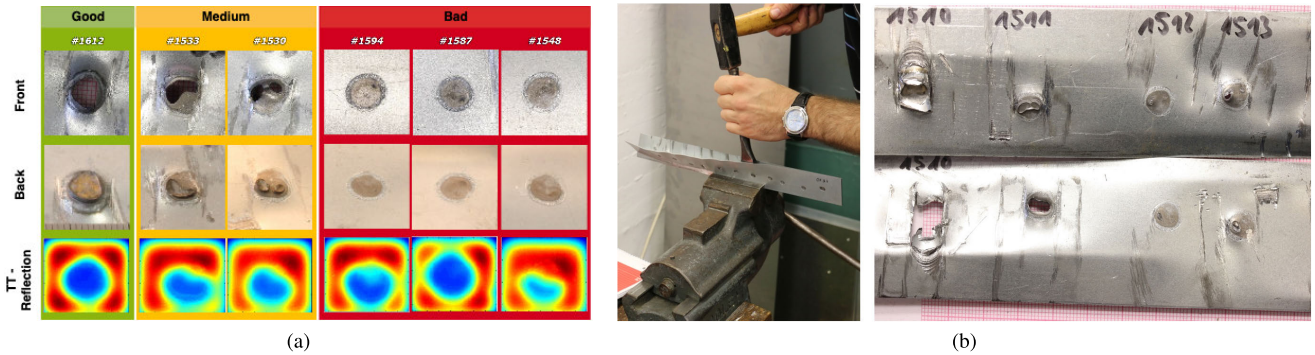 Good Medium Bad
#1612 #1533 #1530 #1594 #1587 #1548
Front
Back
TT -
Reflection
1510 1511 1512 1513
1510
(a) (b)